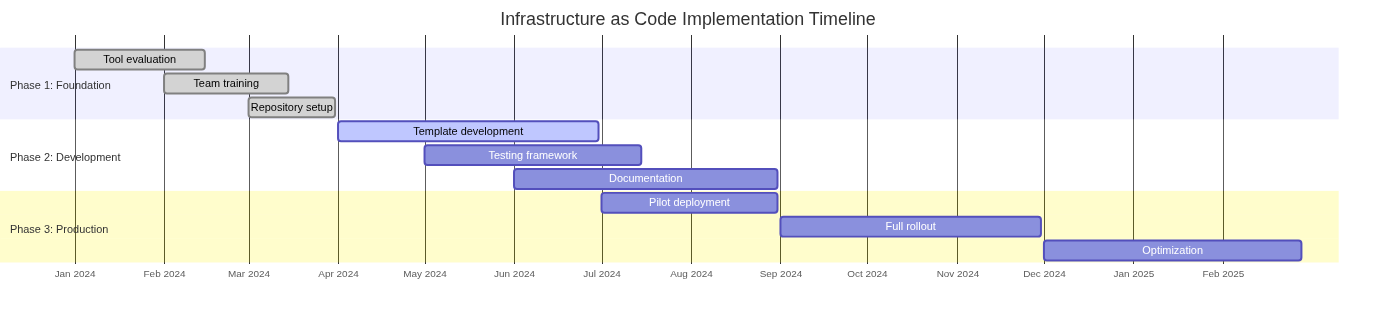 Infrastructure as Code Implementation Timeline
Phase 1: Foundation
Tool evaluation
Team training
Repository setup
Phase 2: Development
Template development
Testing framework
Documentation
Phase 3: Production
Pilot deployment
Full rollout
Optimization
Jan 2024 Feb 2024 Mar 2024 Apr 2024 May 2024 Jun 2024 Jul 2024 Aug 2024 Sep 2024 Oct 2024 Nov 2024 Dec 2024 Jan 2025 Feb 2025